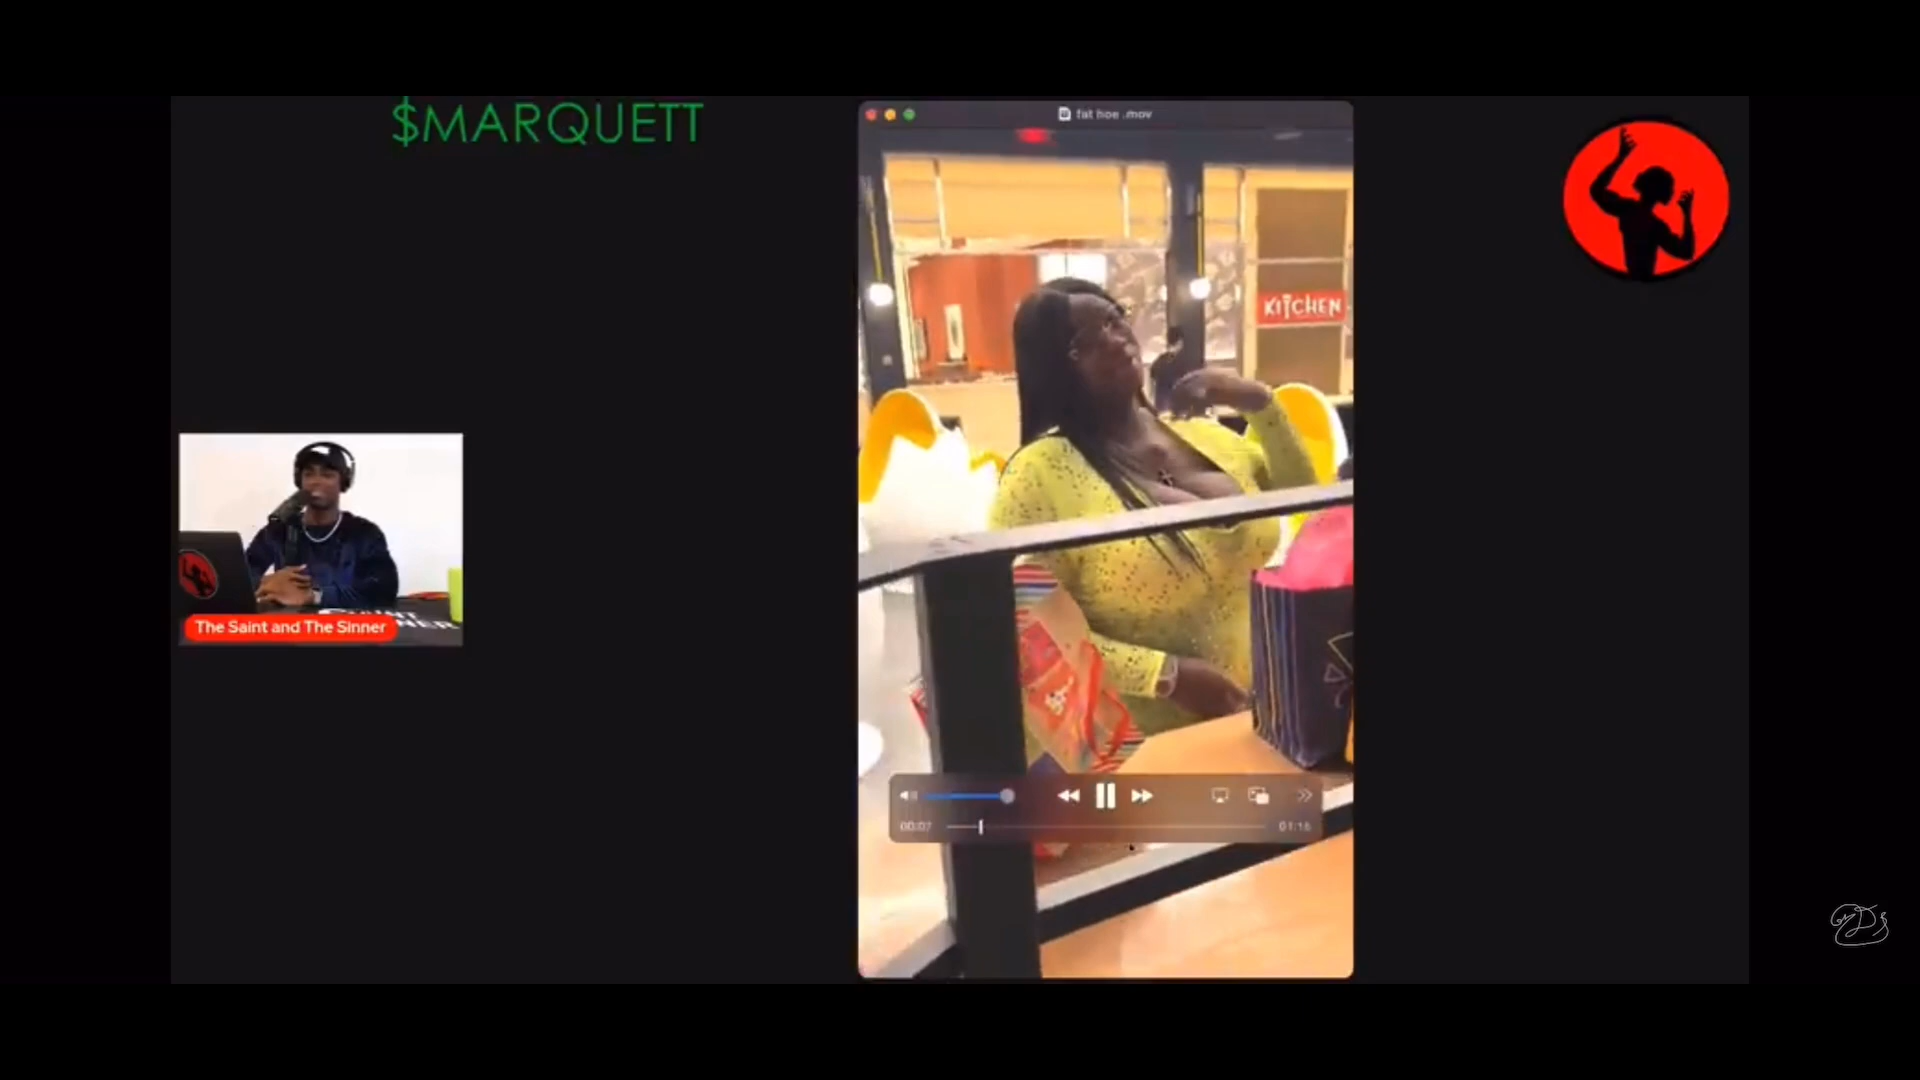 $MARQUETT
fat hoe .mov
KITCHEN
The Saint and The Sinner
00:07
01:16